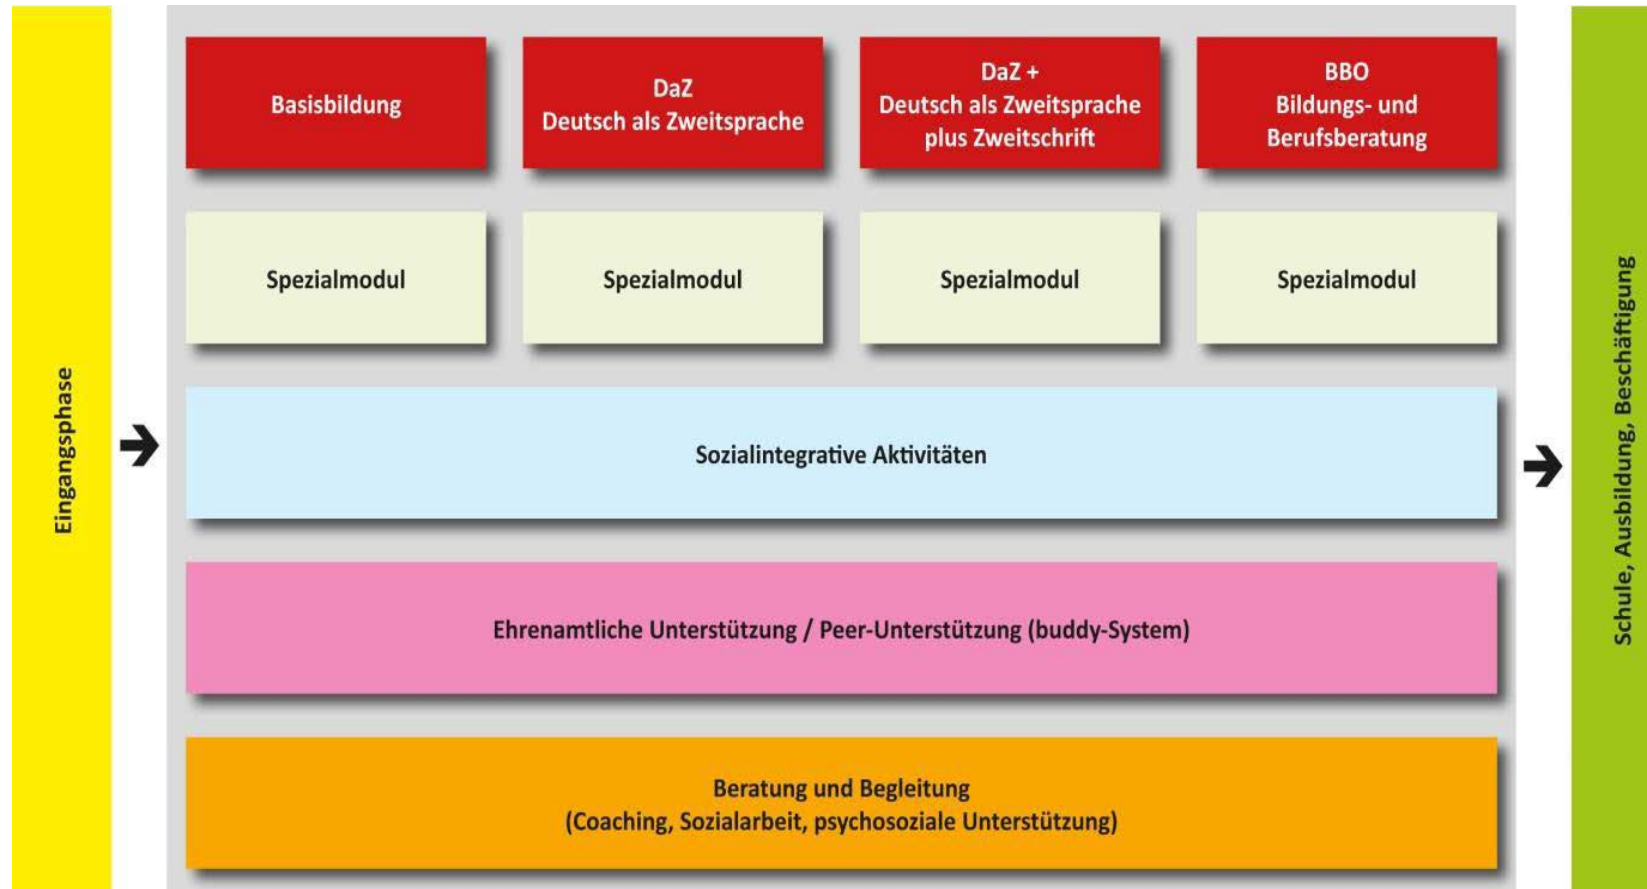 Eingangsphase
Basisbildung
DaZ
Deutsch als Zweitsprache
DaZ +
Deutsch als Zweitsprache
plus Zweitschrift
BBO
Bildungs- und
Berufsberatung
Spezialmodul
Spezialmodul
Spezialmodul
Spezialmodul
Sozialintegrative Aktivitäten
Ehrenamtliche Unterstützung / Peer-Unterstützung (buddy-System)
Beratung und Begleitung
(Coaching, Sozialarbeit, psychosoziale Unterstützung)
Schule, Ausbildung, Beschäftigung